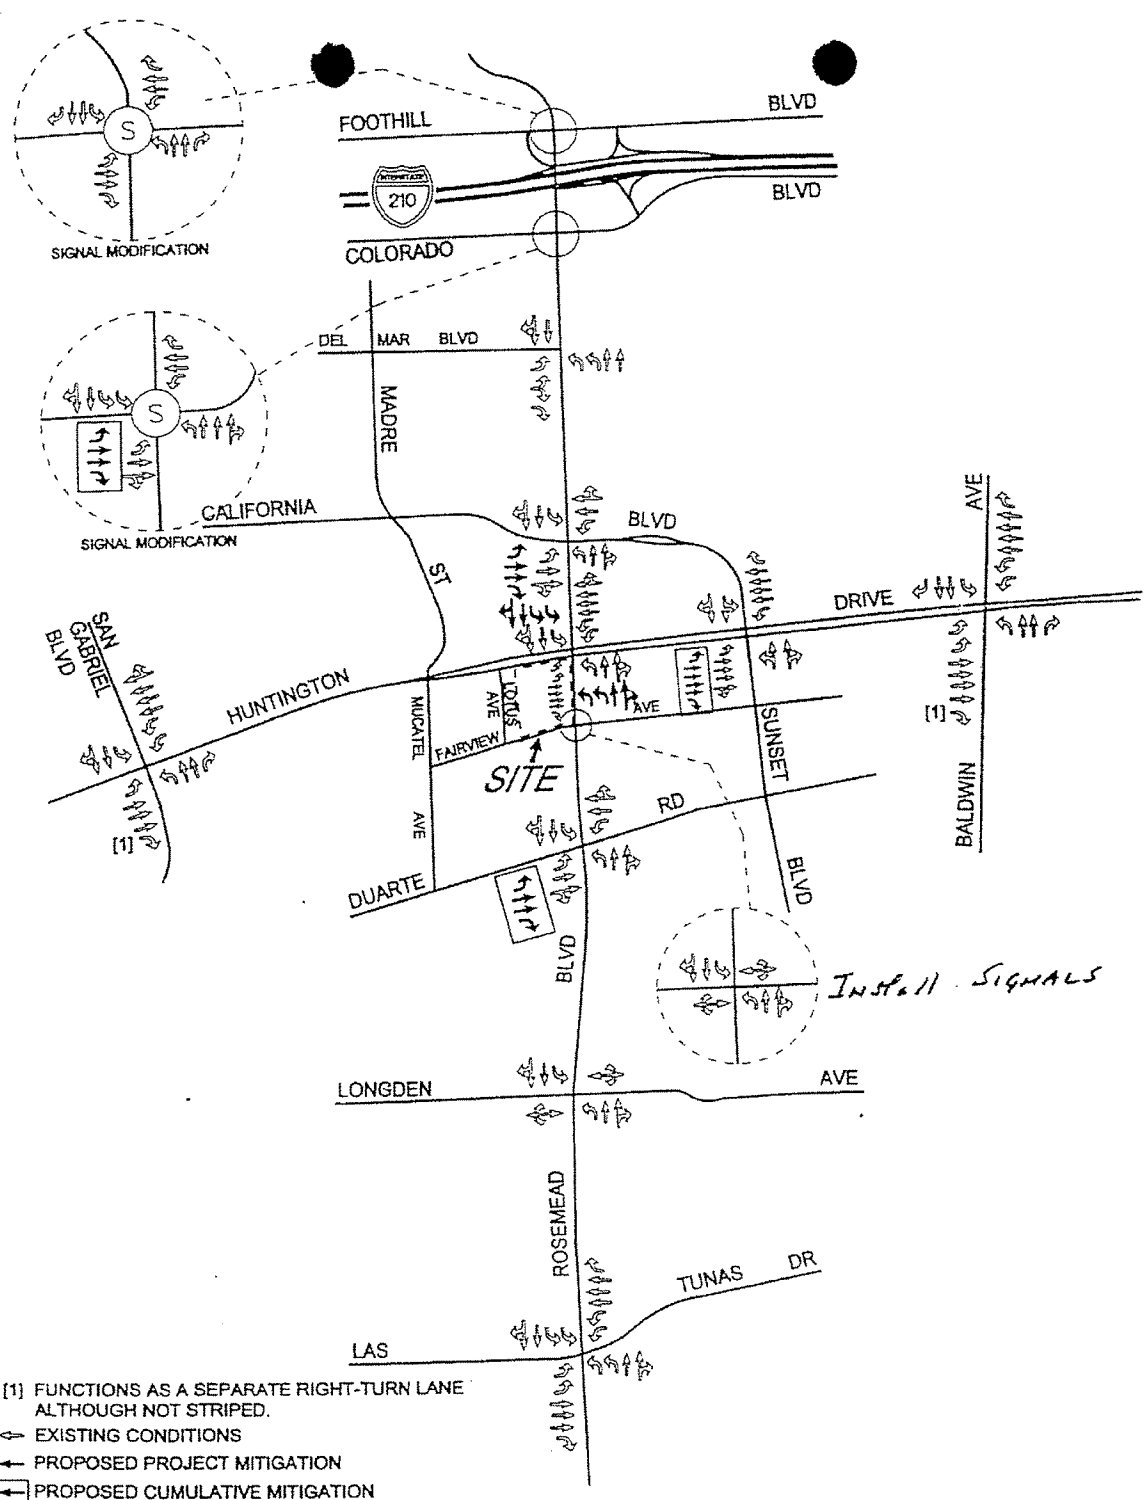 S
SIGNAL MODIFICATION
FOOTHILL BLVD
INTERSTATE
210
BLVD
COLORADO
DEL MAR BLVD
MADRE
ST
S
SIGNAL MODIFICATION
CALIFORNIA BLVD
AVE
DRIVE
SAN
GABRIEL
BLVD
HUNTINGTON
MUCATEL
AVE
LOTUS
AVE
FAIRVIEW
AVE
SITE
SUNSET
BLVD
[1]
BALDWIN
[1]
DUARTE
RD
BLVD
Install SIGNALS
LONGDEN
AVE
ROSEMEAD
LAS
TUNAS
DR
[1] FUNCTIONS AS A SEPARATE RIGHT-TURN LANE
ALTHOUGH NOT STRIPED.
EXISTING CONDITIONS
PROPOSED PROJECT MITIGATION
PROPOSED CUMULATIVE MITIGATION